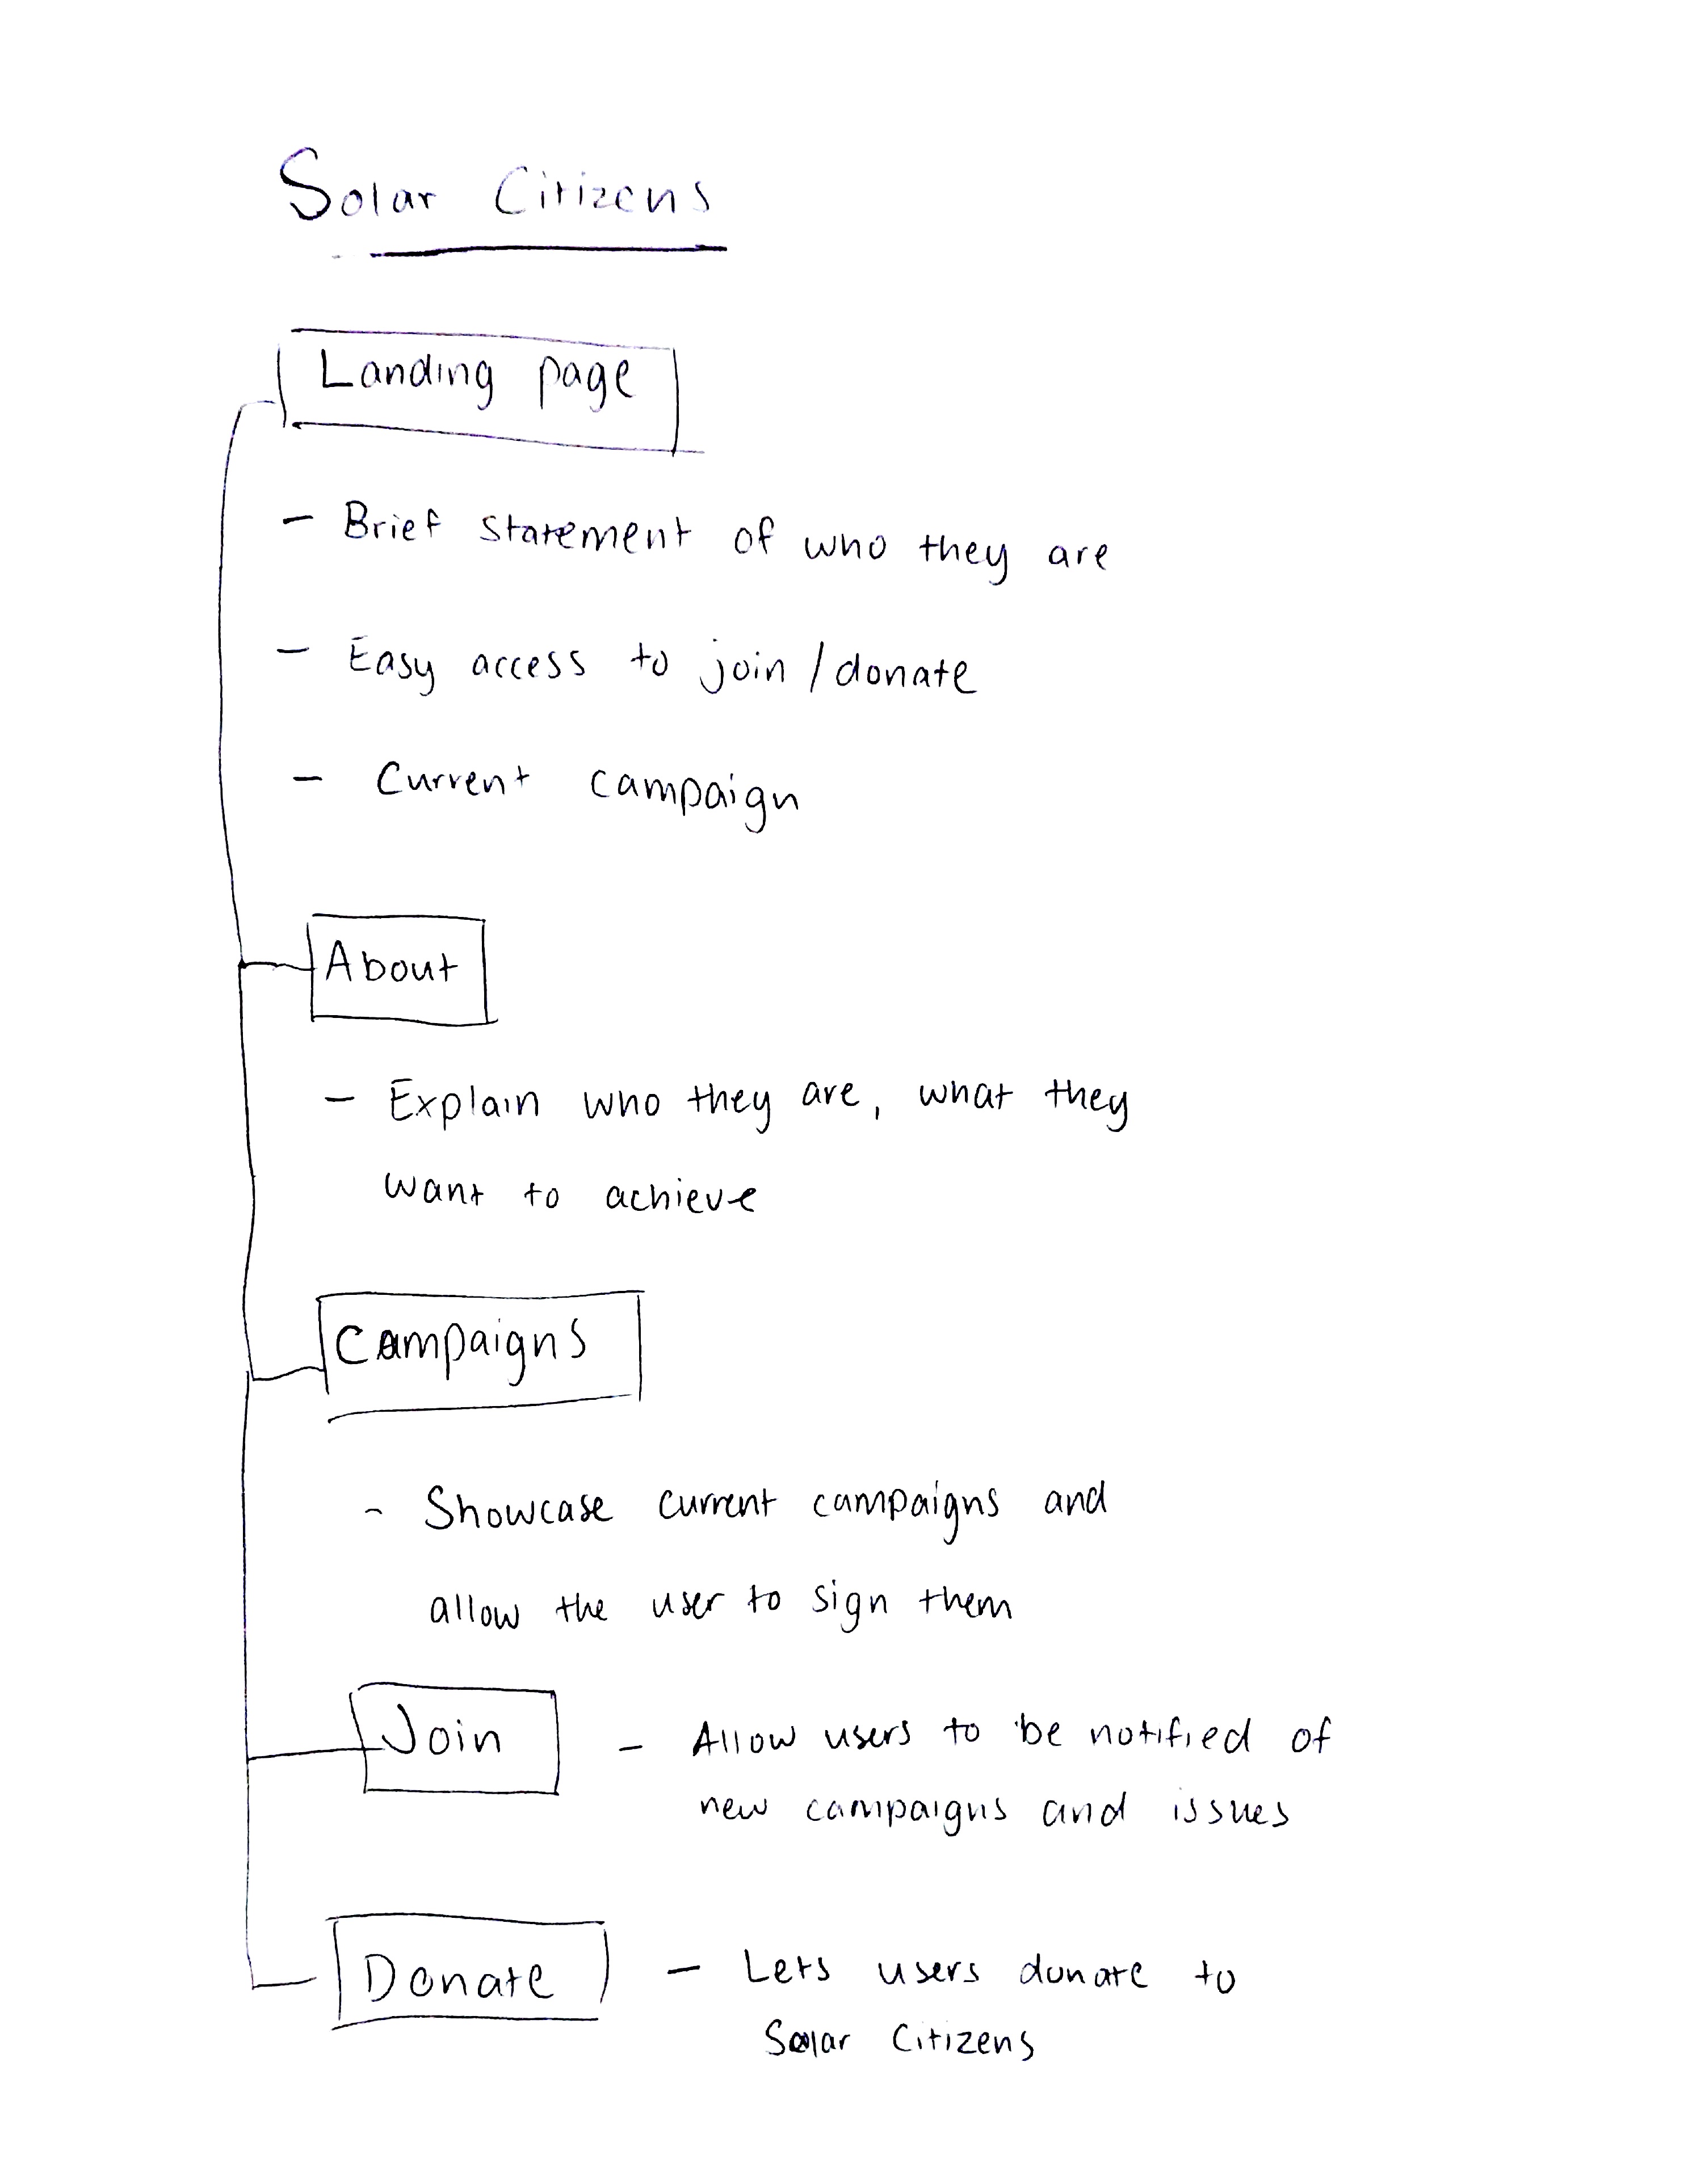 Solar Citizens
Landing page
- Brief statement of who they are
- Easy access to join/donate
- Current campaign
About
- Explain who they are, what they
want to achieve
Campaigns
- Showcase current campaigns and
allow the user to sign them
Join - Allow users to be notified of
new campaigns and issues
Donate - Lets users donate to
Solar Citizens